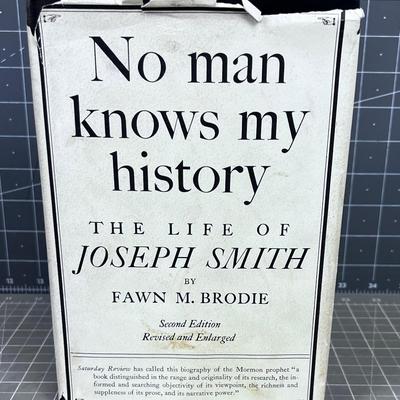 No man
knows my
history
THE LIFE OF
JOSEPH SMITH
BY
FAWN M. BRODIE
Second Edition
Revised and Enlarged
Saturday Review has called this biography of the Mormon prophet "a
book distinguished in the range and originality of its research, the in-
formed and searching objectivity of its viewpoint, the richness and
suppleness of its prose, and its narrative power."